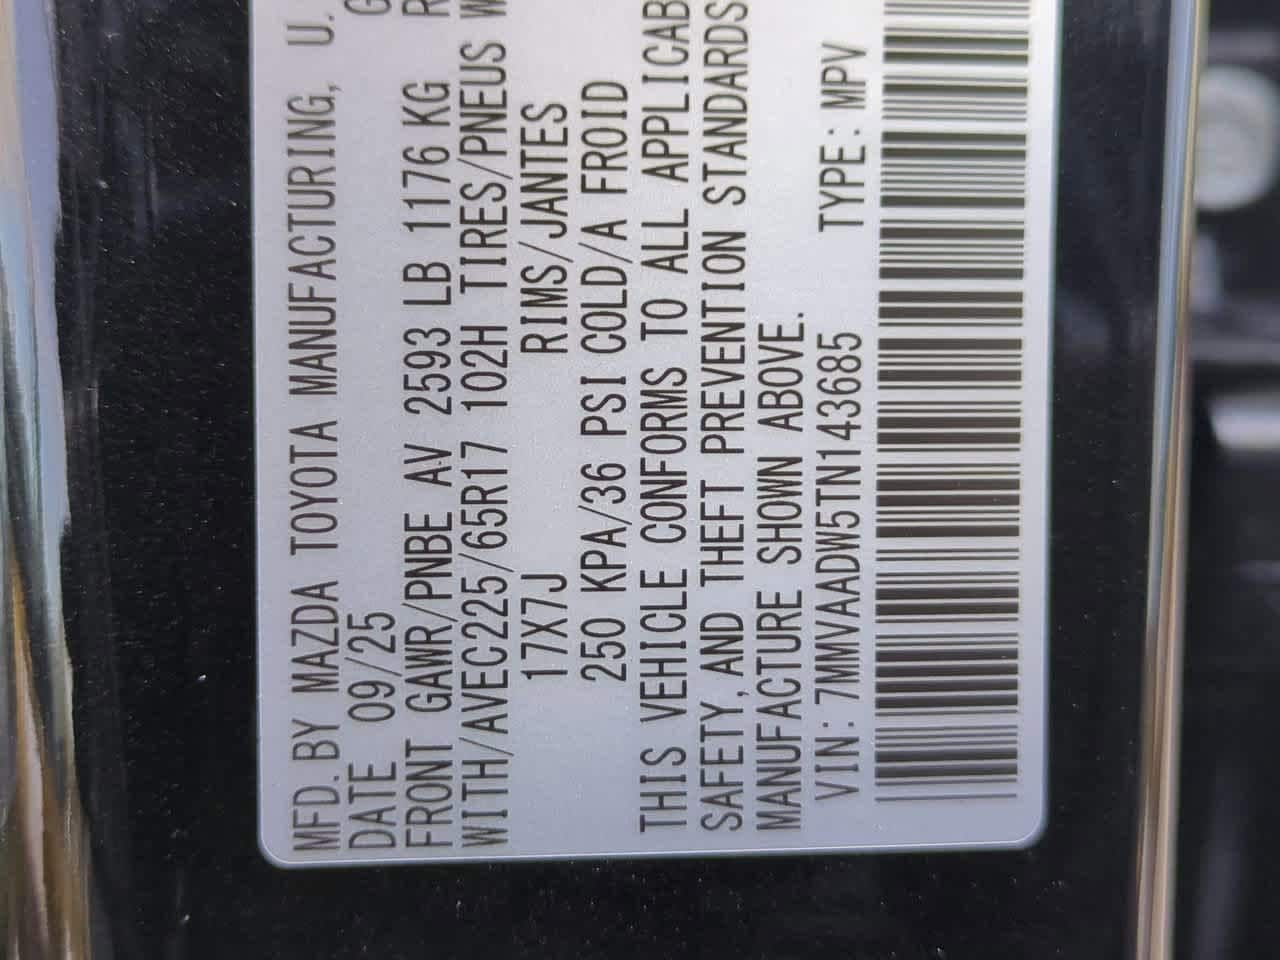 MFD. BY MAZDA TOYOTA MANUFACTURING, U.
DATE 09/25 G
FRONT GAWR/PNBE AV 2593 LB 1176 KG R
WITH/AVEC225/65R17 102H TIRES/PNEUS W
17X7J RIMS/JANTES
250 KPA/36 PSI COLD/A FROID
THIS VEHICLE CONFORMS TO ALL APPLICAB
SAFETY, AND THEFT PREVENTION STANDARDS
MANUFACTURE SHOWN ABOVE.
VIN: 7MMVAADW5TN143685 TYPE: MPV